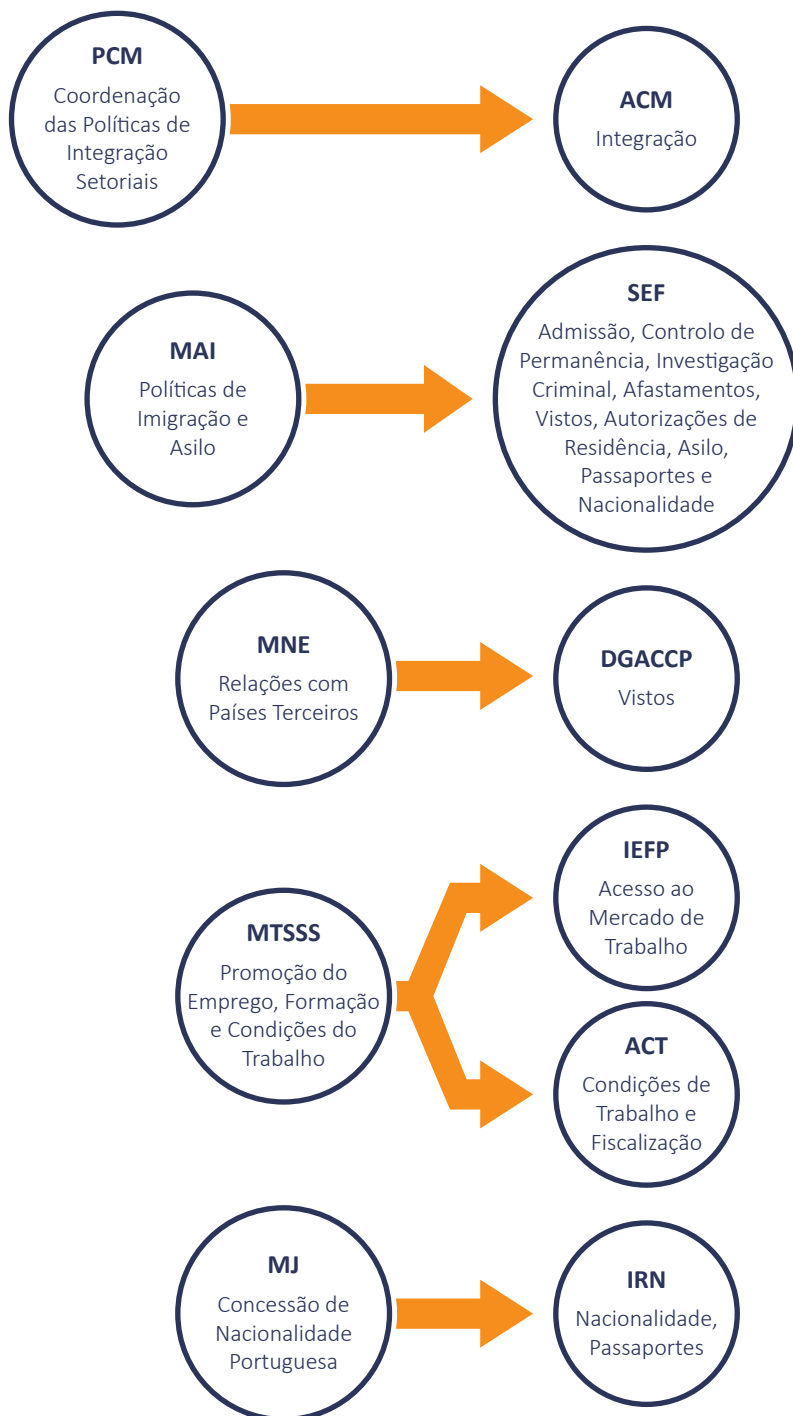 PCM
Coordenação
das Políticas de
Integração
Setoriais
ACM
Integração
MAI
Políticas de
Imigração e
Asilo
SEF
Admissão, Controlo de
Permanência, Investigação
Criminal, Afastamentos,
Vistos, Autorizações de
Residência, Asilo,
Passaportes e
Nacionalidade
MNE
Relações com
Países Terceiros
DGACCP
Vistos
MTSSS
Promoção do
Emprego, Formação
e Condições do
Trabalho
IEFP
Acesso ao
Mercado de
Trabalho
ACT
Condições de
Trabalho e
Fiscalização
MJ
Concessão de
Nacionalidade
Portuguesa
IRN
Nacionalidade,
Passaportes